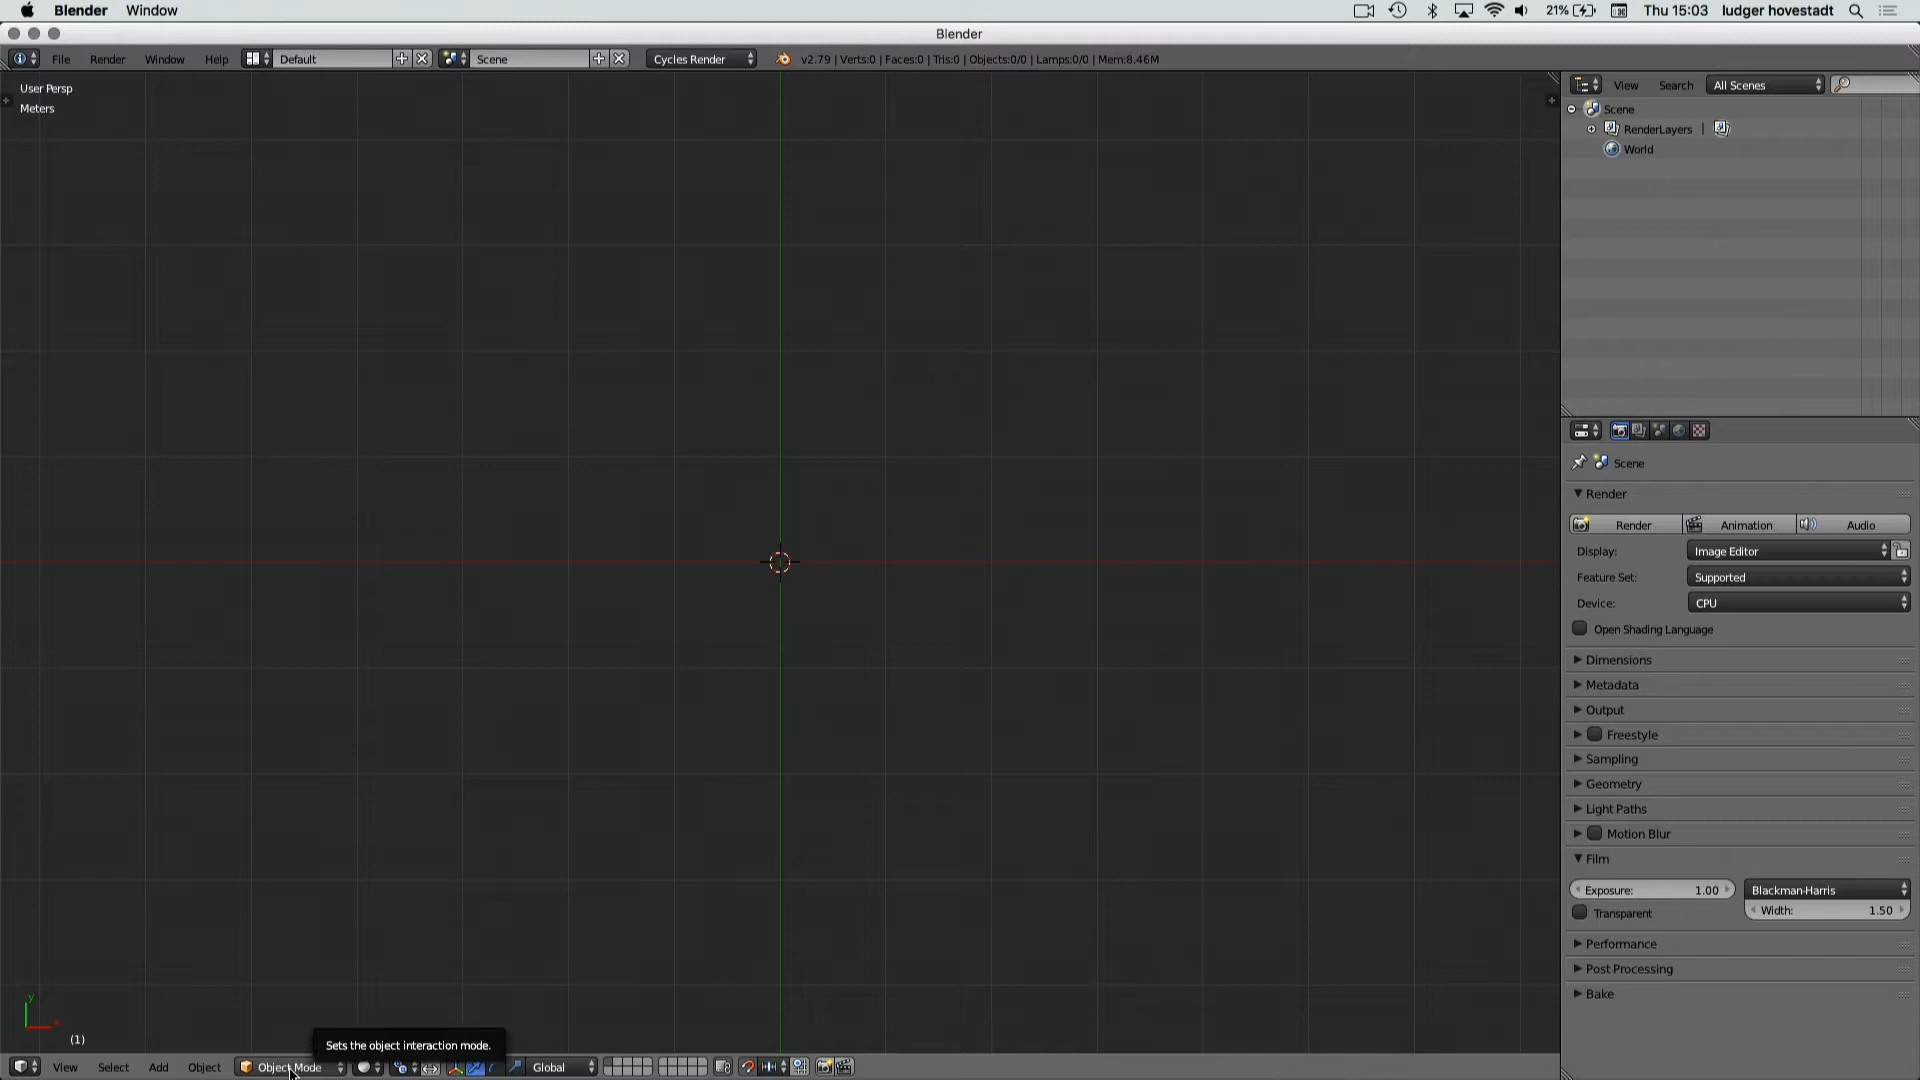 Blender Window 21% Thu 15:03 ludger hovestadt
Blender
File Render Window Help Default Scene Cycles Render v2.79 | Verts:0 | Faces:0 | Tris:0 | Objects:0/0 | Lamps:0/0 | Mem:8.46M
User Persp
Meters
View Search All Scenes
Scene
RenderLayers |
World
Scene
Render
Render Animation Audio
Display: Image Editor
Feature Set: Supported
Device: CPU
Open Shading Language
Dimensions
Metadata
Output
Freestyle
Sampling
Geometry
Light Paths
Motion Blur
Film
Exposure: 1.00 Blackman-Harris
Transparent Width: 1.50
Performance
Post Processing
Bake
y
x
(1)
Sets the object interaction mode.
View Select Add Object Object Mode Global